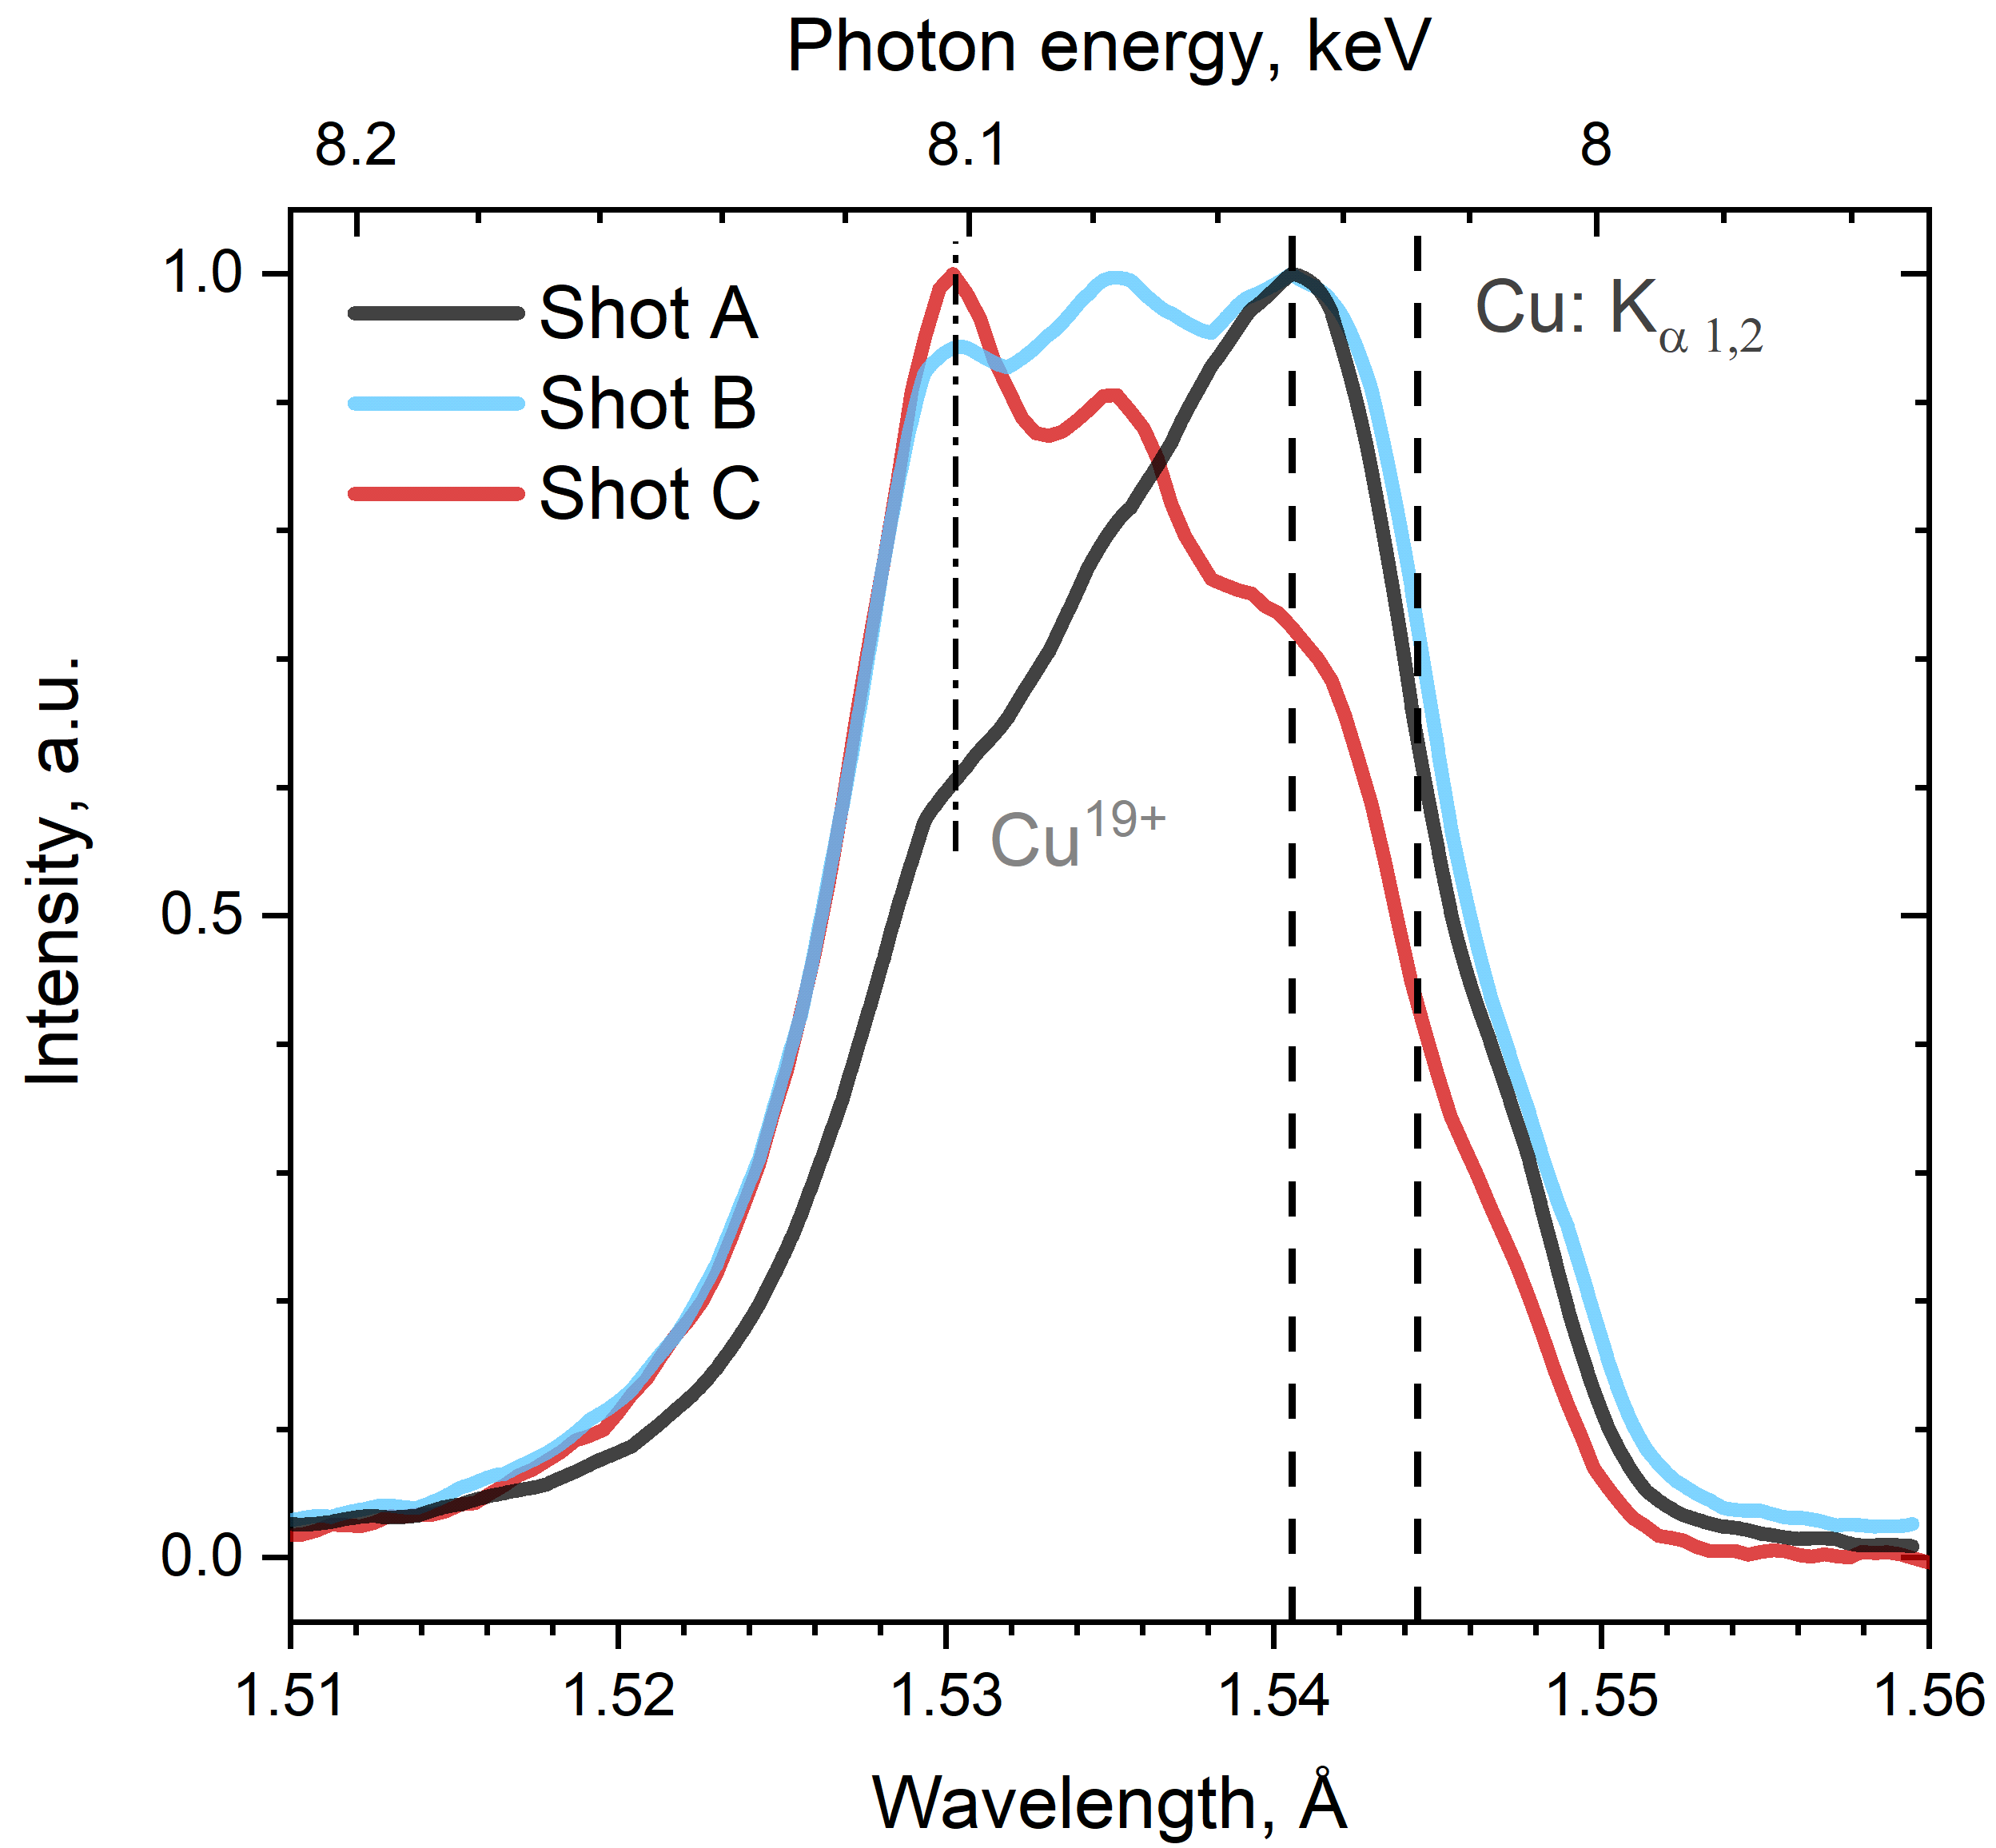 Photon energy, keV
8.2 8.1 8
1.0
0.5
0.0
Intensity, a.u.
Shot A
Shot B
Shot C
Cu: Kα 1,2
Cu19+
1.51 1.52 1.53 1.54 1.55 1.56
Wavelength, Å